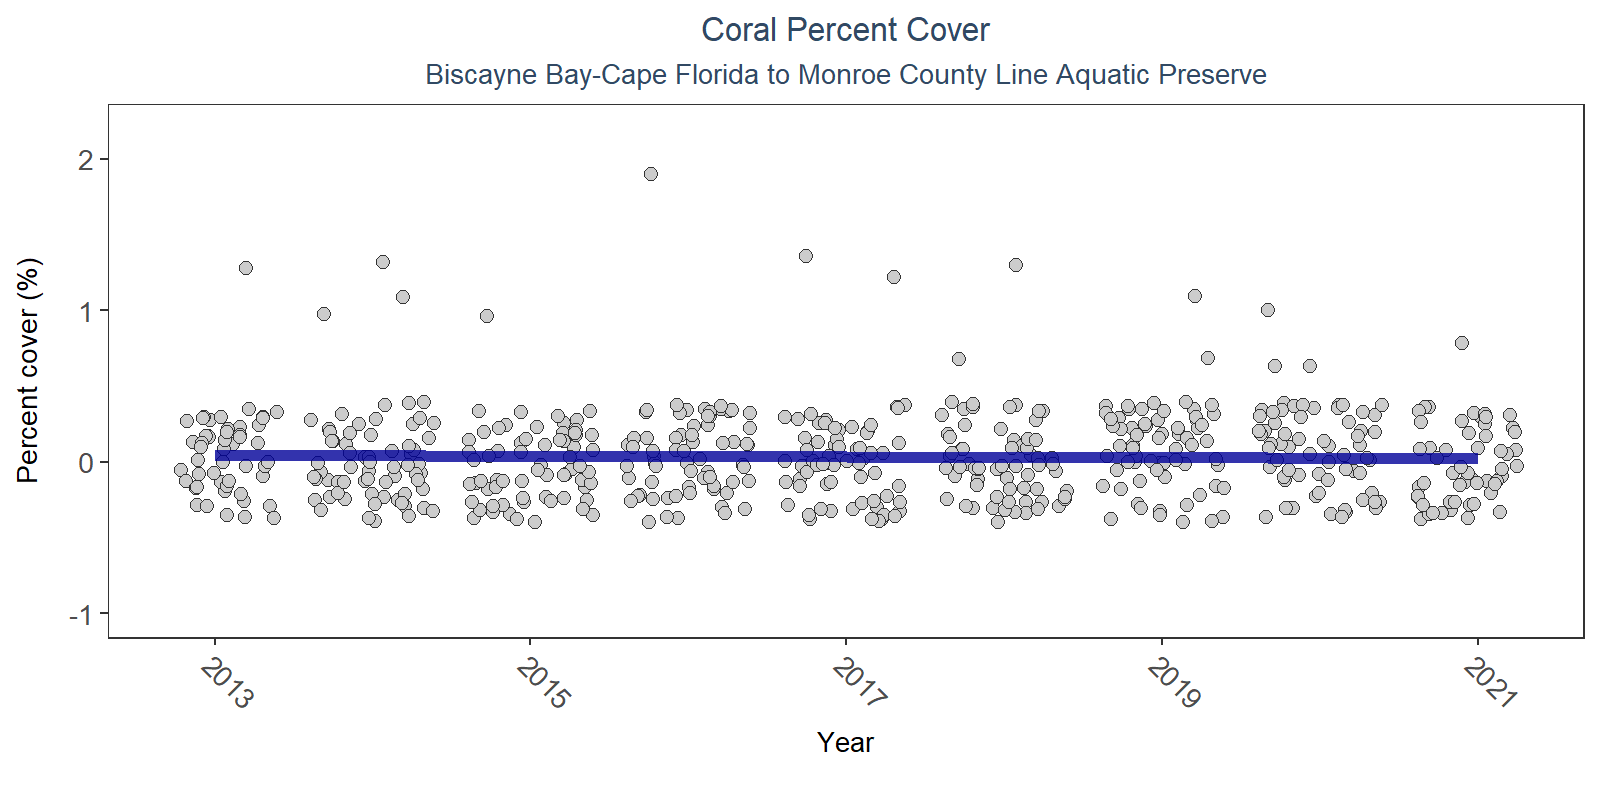 Coral Percent Cover
Biscayne Bay-Cape Florida to Monroe County Line Aquatic Preserve
Percent cover (%)
2
1
0
-1
2013
2015
2017
2019
2021
Year